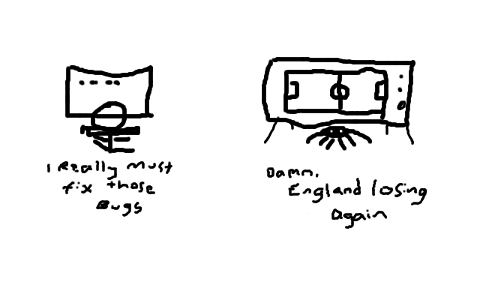 I Really Must
fix those
Bugs
Damn,
England losing
again